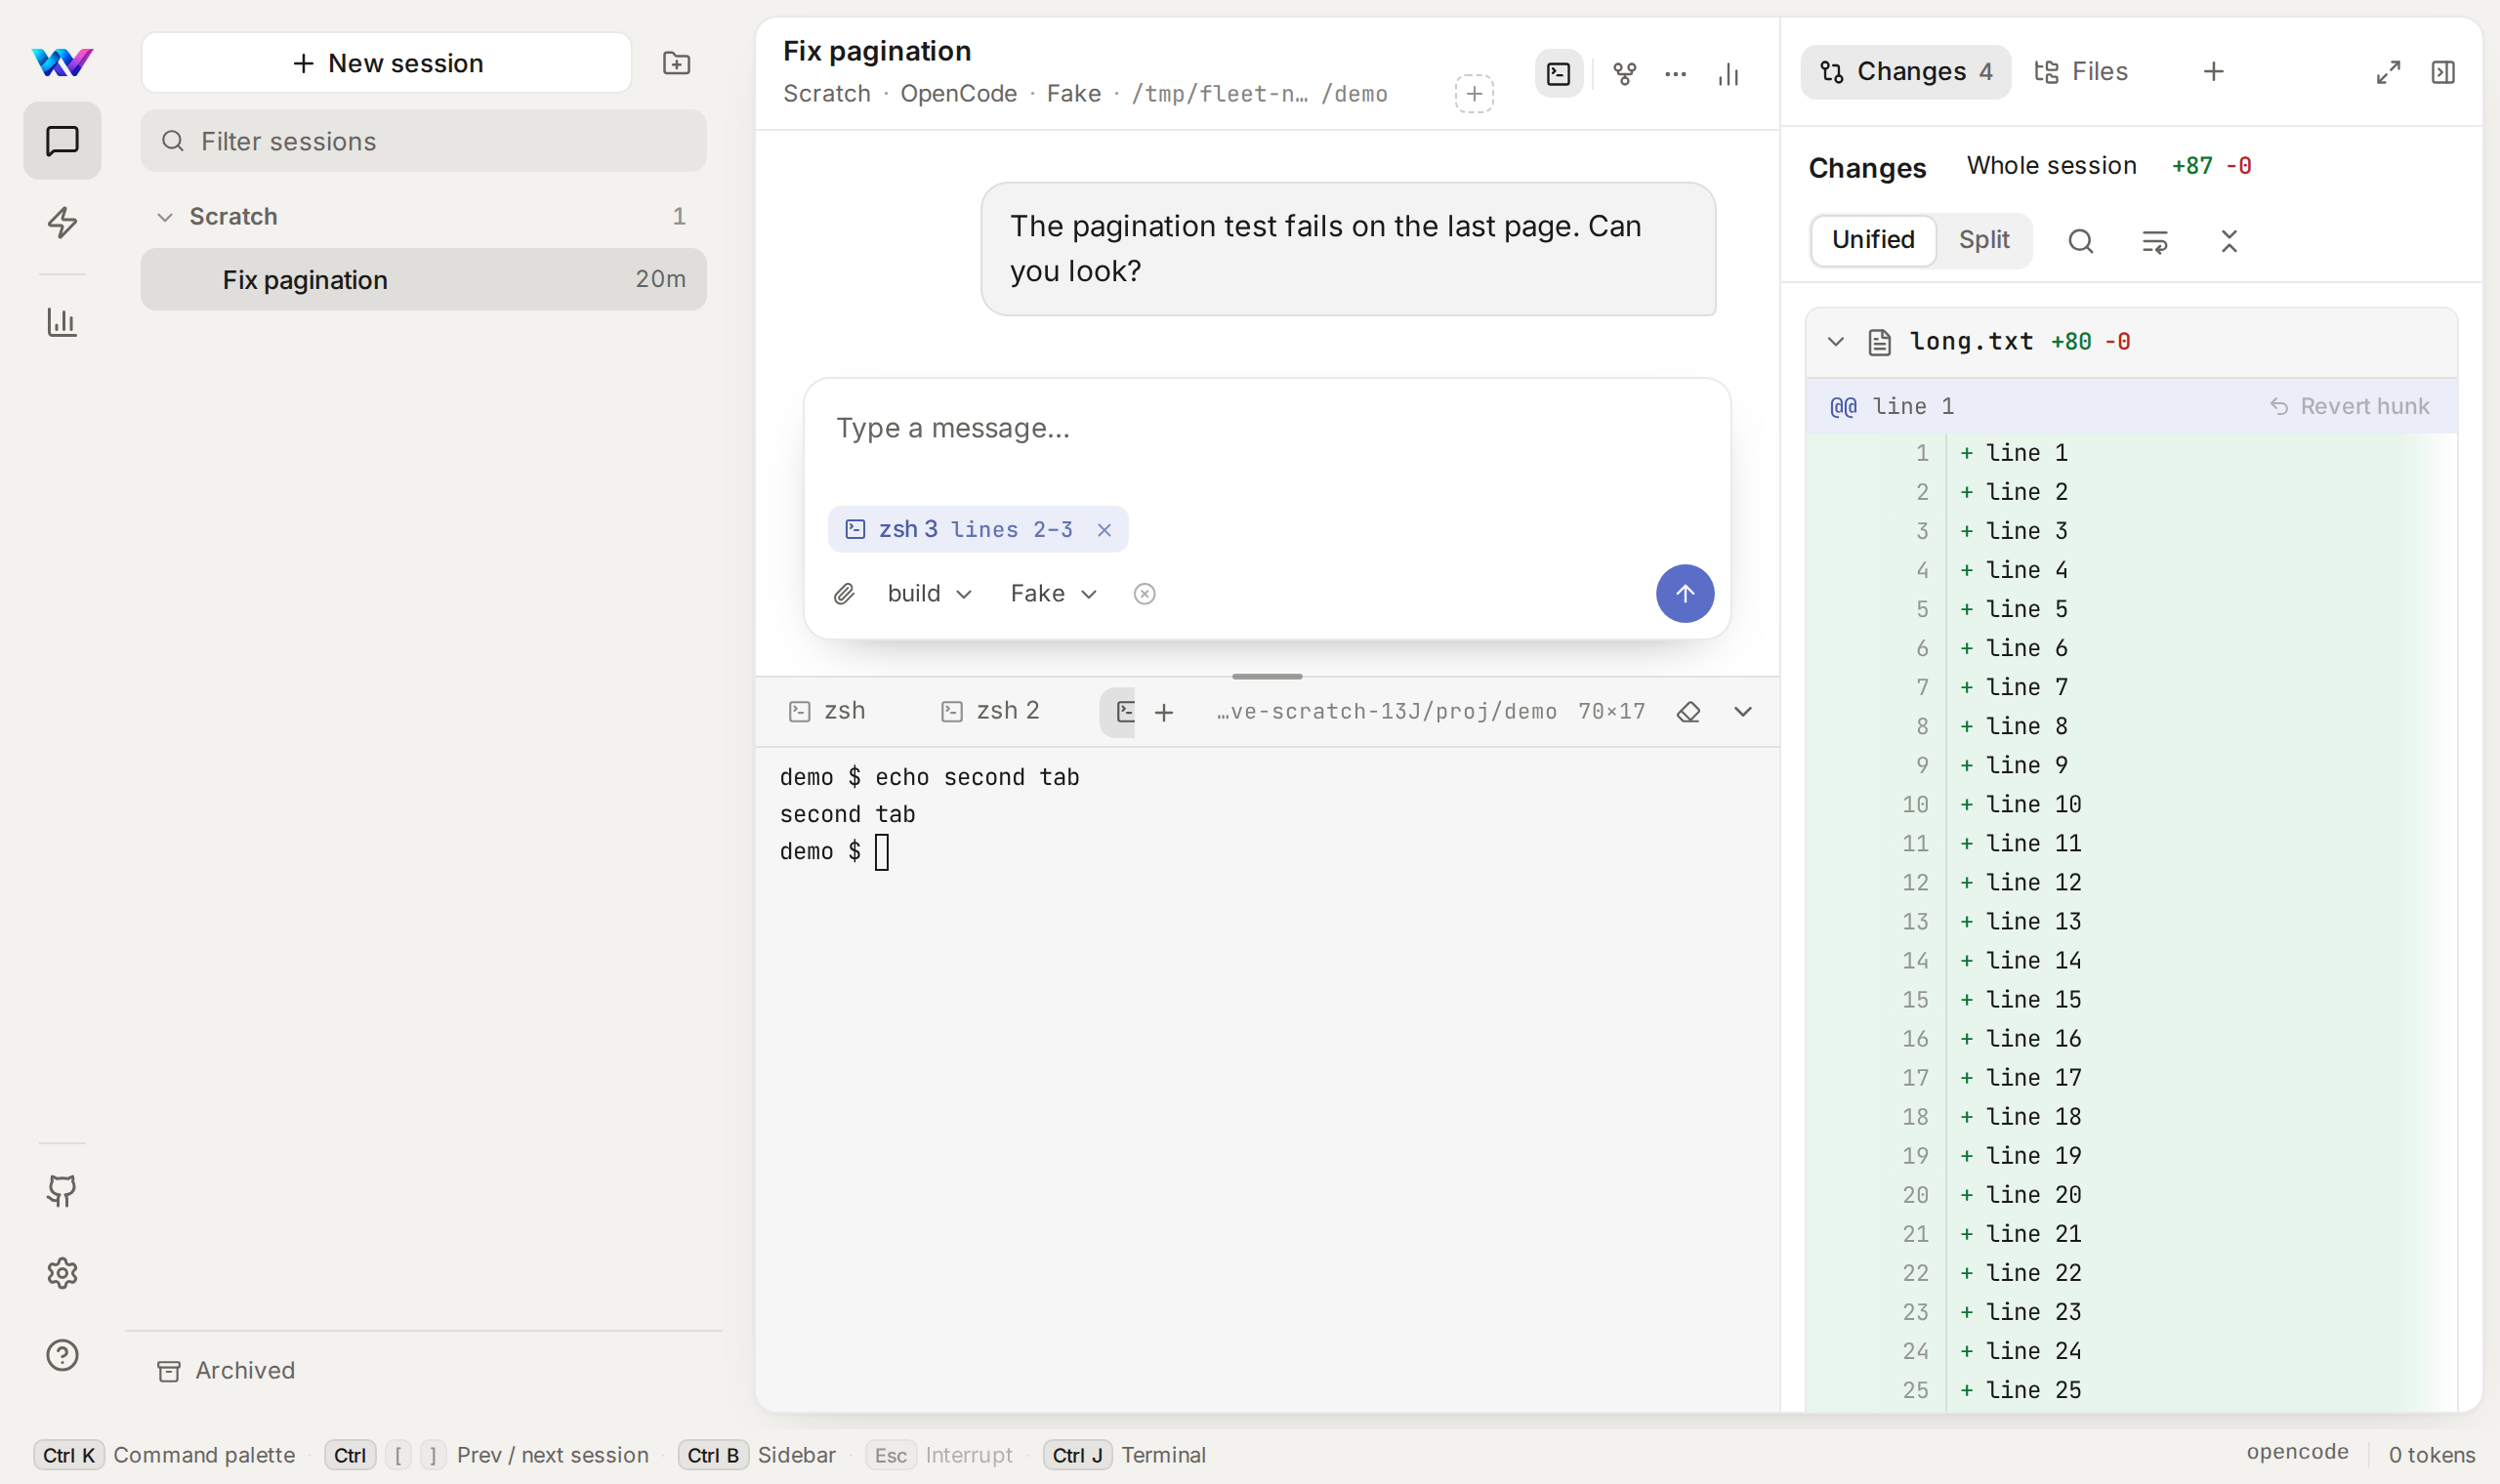 New session
Filter sessions
Scratch 1
Fix pagination 20m
Archived
Fix pagination
Scratch · OpenCode · Fake · /tmp/fleet-n… /demo
The pagination test fails on the last page. Can
you look?
Type a message...
zsh 3 lines 2-3
build Fake
zsh zsh 2 …ve-scratch-13J/proj/demo 70×17
demo $ echo second tab
second tab
demo $
Changes 4 Files
Changes Whole session +87 -0
Unified Split
long.txt +80 -0
@@ line 1 Revert hunk
1 + line 1
2 + line 2
3 + line 3
4 + line 4
5 + line 5
6 + line 6
7 + line 7
8 + line 8
9 + line 9
10 + line 10
11 + line 11
12 + line 12
13 + line 13
14 + line 14
15 + line 15
16 + line 16
17 + line 17
18 + line 18
19 + line 19
20 + line 20
21 + line 21
22 + line 22
23 + line 23
24 + line 24
25 + line 25
Ctrl K Command palette · Ctrl [ ] Prev / next session · Ctrl B Sidebar · Esc Interrupt · Ctrl J Terminal opencode 0 tokens